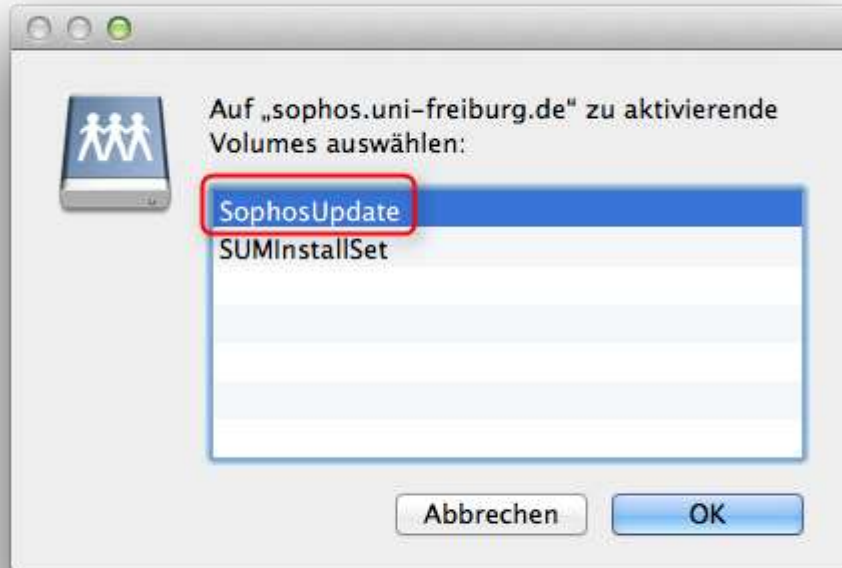 Auf „sophos.uni-freiburg.de“ zu aktivierende
Volumes auswählen:
SophosUpdate
SUMInstallSet
Abbrechen
OK